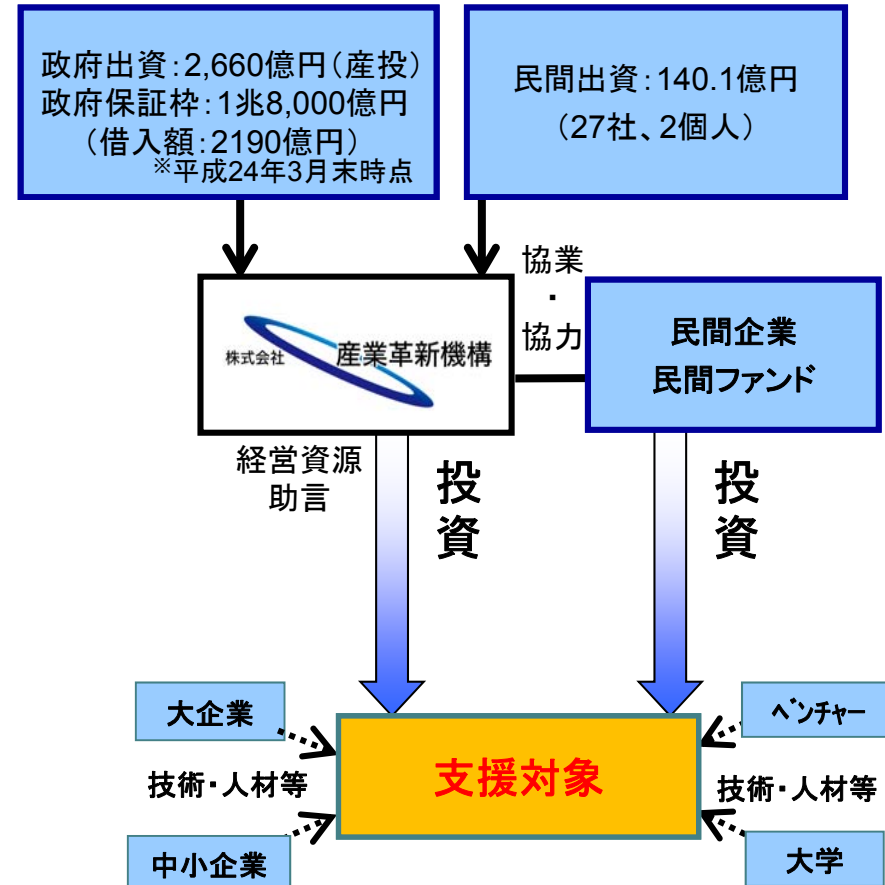 政府出資:2,660億円(産投)
政府保証枠:1兆8,000億円
(借入額:2190億円)
※平成24年3月末時点
民間出資:140.1億円
(27社、2個人)
協業
・
協力
株式会社 産業革新機構
民間企業
民間ファンド
経営資源
助言
投資
投資
大企業
ベンチャー
技術・人材等
支援対象
技術・人材等
中小企業
大学